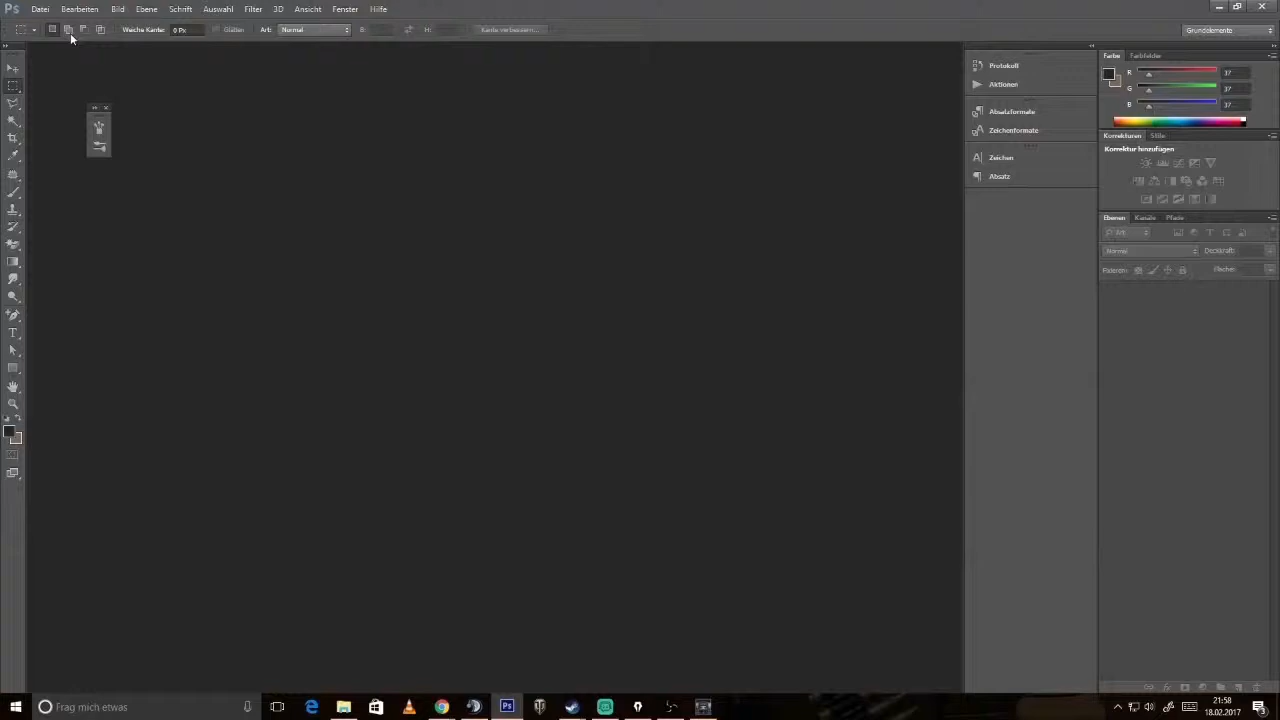 Ps Datei Bearbeiten Bild Ebene Schrift Auswahl Filter 3D Ansicht Fenster Hilfe
Weiche Kante: 0 Px Glätten Art: Normal B: H: Kante verbessern... Grundelemente
Farbe Farbfelder
Protokoll
R 37
Aktionen
G 37
B 37
Absatzformate
Zeichenformate
Korrekturen Stile
Korrektur hinzufügen
Zeichen
Absatz
Ebenen Kanäle Pfade
Art
Normal Deckkraft:
Fixieren: Fläche:
Frag mich etwas
Ps
21:58
18.02.2017